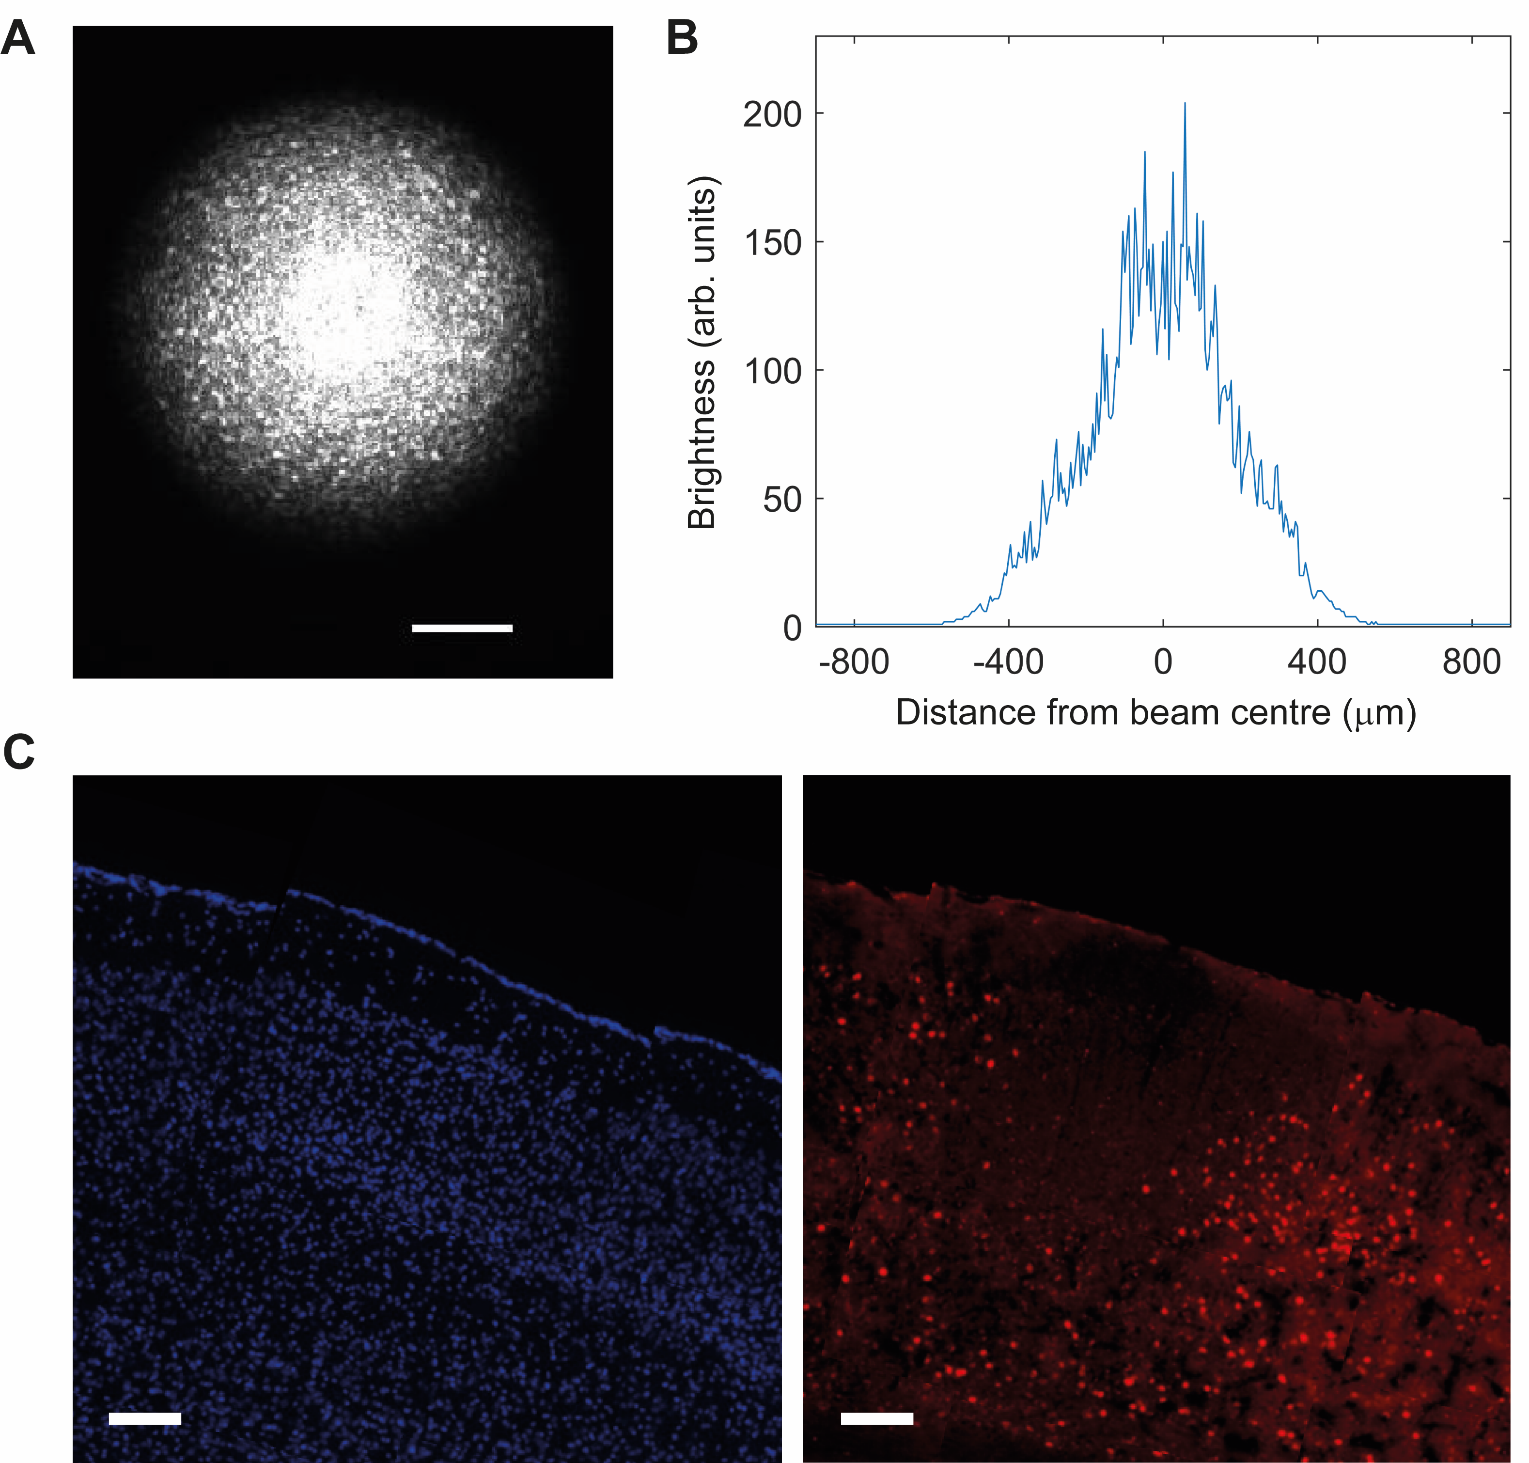 A
B
200
150
100
50
0
Brightness (arb. units)
-800 -400 0 400 800
Distance from beam centre (μm)
C